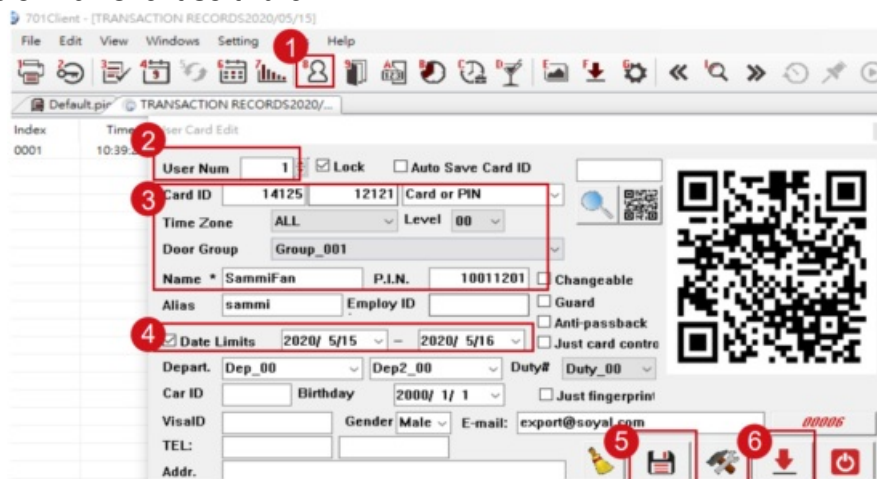 701Client - [TRANSACTION RECORDS2020/05/15]
File Edit View Windows Setting Help
1
Default.pir TRANSACTION RECORDS2020/...
Index Time User Card Edit
0001 10:39:2
2
User Num 1 Lock Auto Save Card ID
3
Card ID 14125 12121 Card or PIN
Time Zone ALL Level 00
Door Group Group_001
Name * SammiFan P.I.N. 10011201 Changeable
Alias sammi Employ ID Guard
Anti-passback
4
Date Limits 2020/ 5/15 – 2020/ 5/16 Just card contro
Depart. Dep_00 Dep2_00 Duty# Duty_00
Car ID Birthday 2000/ 1/ 1 Just fingerprint
VisaID Gender Male E-mail: export@soyal.com 00006
TEL:
5 6
Addr.